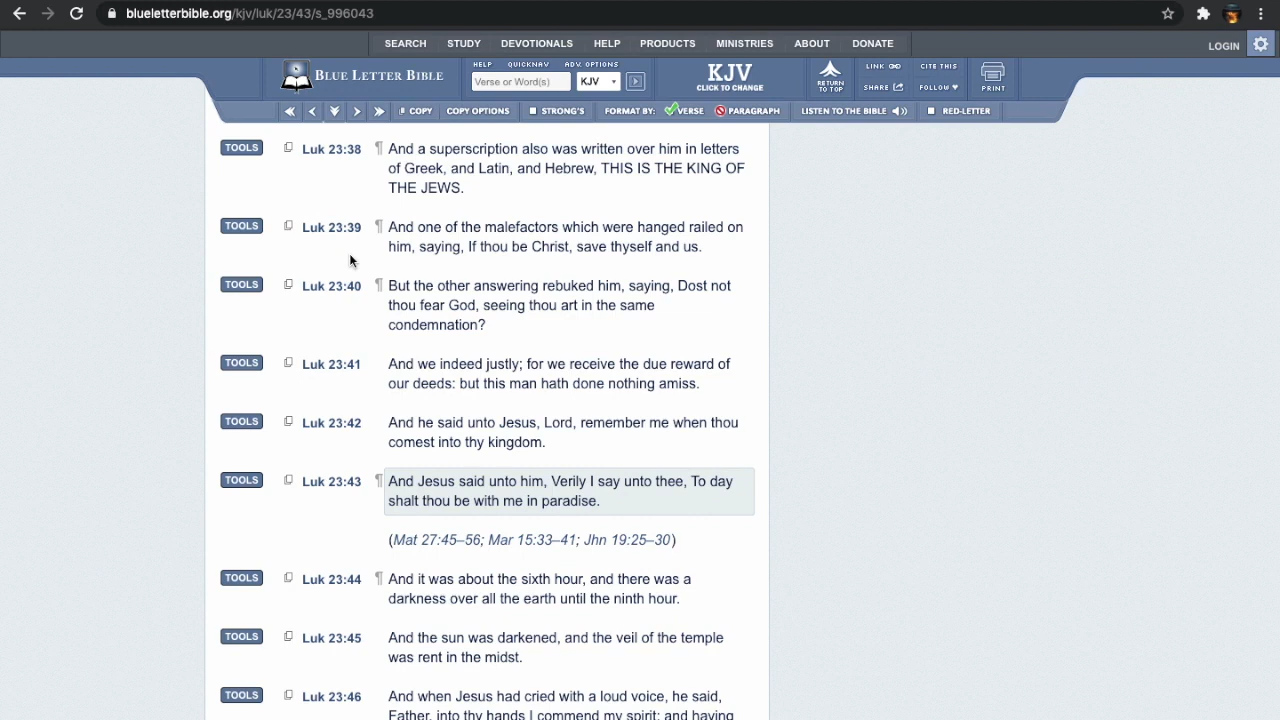 blueletterbible.org/kjv/luk/23/43/s_996043
SEARCH STUDY DEVOTIONALS HELP PRODUCTS MINISTRIES ABOUT DONATE
LOGIN
BLUE LETTER BIBLE
HELP QUICKNAV ADV. OPTIONS
Verse or Word(s) KJV
KJV
CLICK TO CHANGE
RETURN
TO TOP
LINK CITE THIS
SHARE FOLLOW
PRINT
COPY COPY OPTIONS STRONG'S FORMAT BY: VERSE PARAGRAPH LISTEN TO THE BIBLE RED-LETTER
TOOLS Luk 23:38 ¶ And a superscription also was written over him in letters
of Greek, and Latin, and Hebrew, THIS IS THE KING OF
THE JEWS.
TOOLS Luk 23:39 ¶ And one of the malefactors which were hanged railed on
him, saying, If thou be Christ, save thyself and us.
TOOLS Luk 23:40 ¶ But the other answering rebuked him, saying, Dost not
thou fear God, seeing thou art in the same
condemnation?
TOOLS Luk 23:41 And we indeed justly; for we receive the due reward of
our deeds: but this man hath done nothing amiss.
TOOLS Luk 23:42 And he said unto Jesus, Lord, remember me when thou
comest into thy kingdom.
TOOLS Luk 23:43 ¶ And Jesus said unto him, Verily I say unto thee, To day
shalt thou be with me in paradise.
(Mat 27:45–56; Mar 15:33–41; Jhn 19:25–30)
TOOLS Luk 23:44 ¶ And it was about the sixth hour, and there was a
darkness over all the earth until the ninth hour.
TOOLS Luk 23:45 And the sun was darkened, and the veil of the temple
was rent in the midst.
TOOLS Luk 23:46 And when Jesus had cried with a loud voice, he said,
Father, into thy hands I commend my spirit: and having